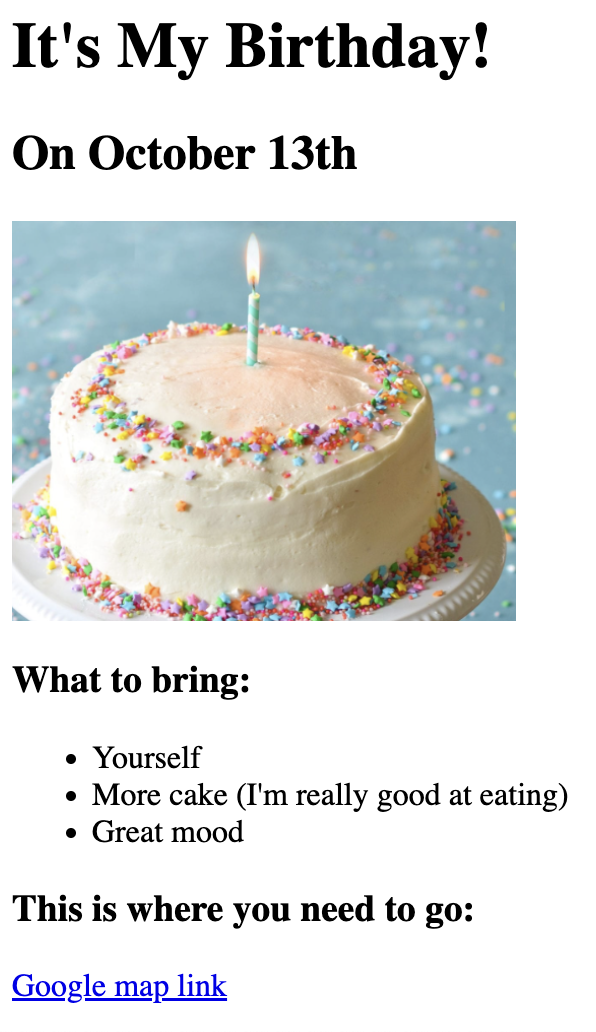 It's My Birthday!
On October 13th
What to bring:
Yourself
More cake (I'm really good at eating)
Great mood
This is where you need to go:
Google map link